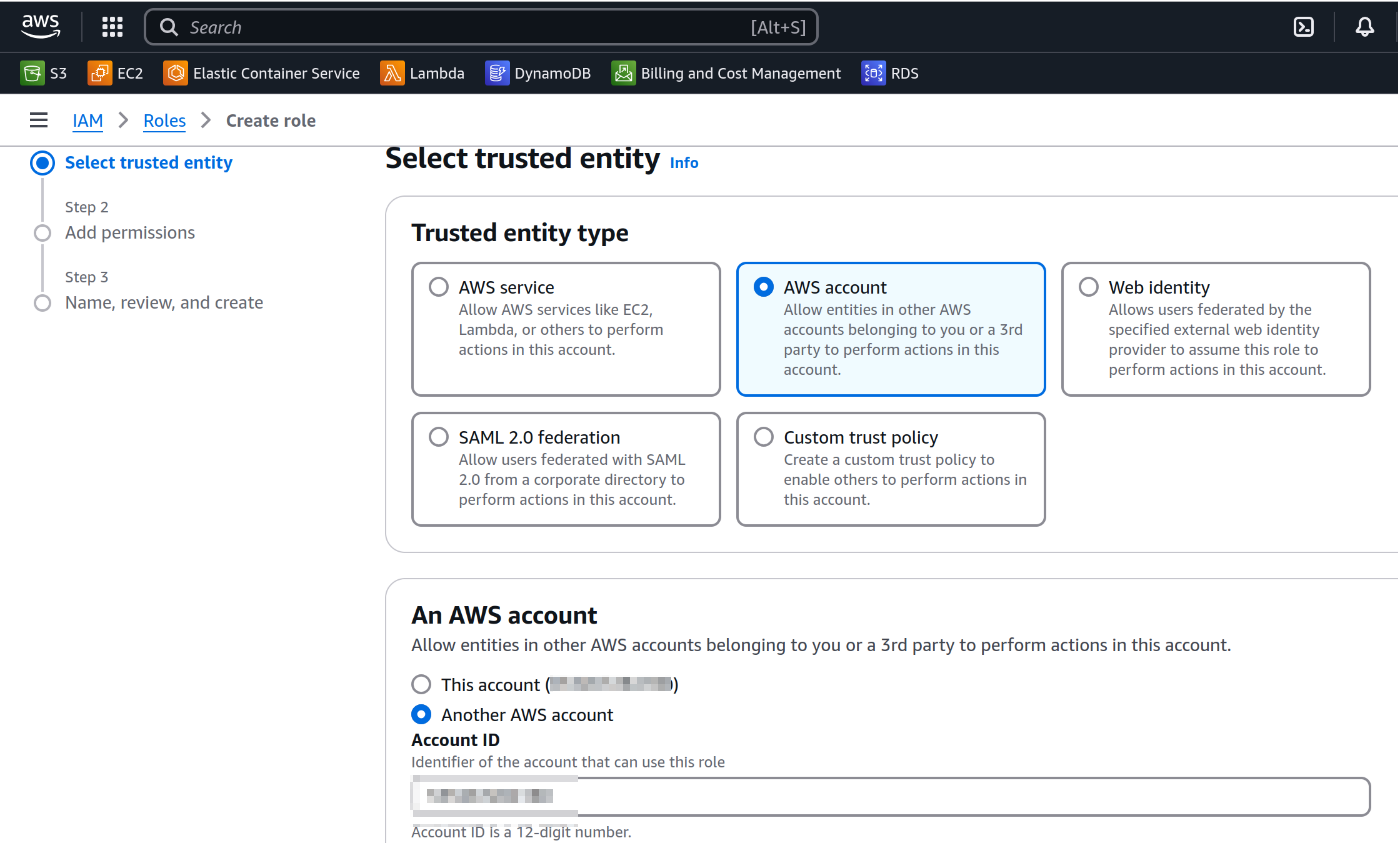 aws
Search [Alt+S]
S3 EC2 Elastic Container Service Lambda DynamoDB Billing and Cost Management RDS
IAM Roles Create role
Select trusted entity
Step 2
Add permissions
Step 3
Name, review, and create
Select trusted entity Info
Trusted entity type
AWS service
Allow AWS services like EC2,
Lambda, or others to perform
actions in this account.
AWS account
Allow entities in other AWS
accounts belonging to you or a 3rd
party to perform actions in this
account.
Web identity
Allows users federated by the
specified external web identity
provider to assume this role to
perform actions in this account.
SAML 2.0 federation
Allow users federated with SAML
2.0 from a corporate directory to
perform actions in this account.
Custom trust policy
Create a custom trust policy to
enable others to perform actions in
this account.
An AWS account
Allow entities in other AWS accounts belonging to you or a 3rd party to perform actions in this account.
This account ( )
Another AWS account
Account ID
Identifier of the account that can use this role
Account ID is a 12-digit number.